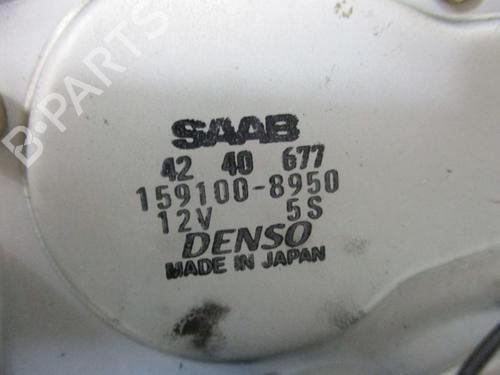 B-PARTS
SAAB
42 40 677
159100-8950
12V 5S
DENSO
MADE IN JAPAN